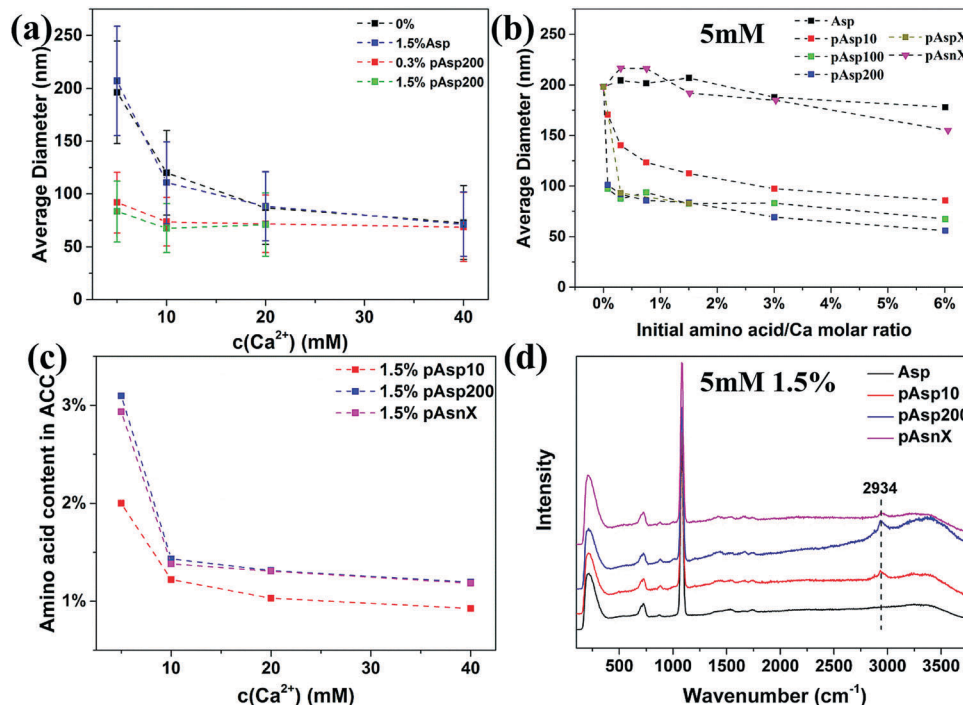 (a)
0%
1.5%Asp
0.3% pAsp200
1.5% pAsp200
250
200
150
100
50
0
Average Diameter (nm)
10 20 30 40
c(Ca²⁺) (mM)
(b)
5mM
Asp
pAsp10
pAsp100
pAsp200
pAspX
pAsnX
250
200
150
100
50
0
Average Diameter (nm)
0% 1% 2% 3% 4% 5% 6%
Initial amino acid/Ca molar ratio
(c)
1.5% pAsp10
1.5% pAsp200
1.5% pAsnX
3%
2%
1%
Amino acid content in ACC
10 20 30 40
c(Ca²⁺) (mM)
(d)
5mM 1.5%
Asp
pAsp10
pAsp200
pAsnX
2934
Intensity
500 1000 1500 2000 2500 3000 3500
Wavenumber (cm⁻¹)